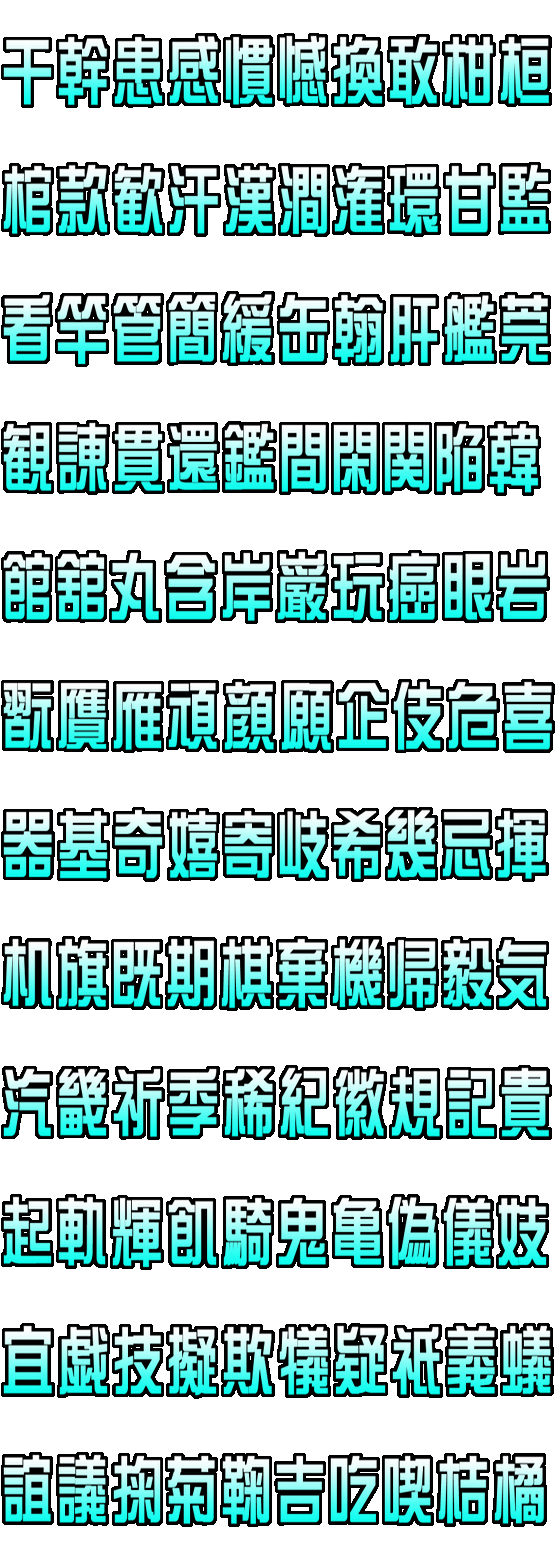 干幹患感慣憾換敢柑桓
棺款歓汗漢澗潅環甘監
看竿管簡緩缶翰肝艦莞
観諌貫還鑑間閑関陥韓
館舘丸含岸巌玩癌眼岩
翫贋雁頑顔願企伎危喜
器基奇嬉寄岐希幾忌揮
机旗既期棋棄機帰毅気
汽畿祈季稀紀徽規記貴
起軌輝飢騎鬼亀偽儀妓
宜戯技擬欺犠疑祇義蟻
誼議掬菊鞠吉吃喫桔橘